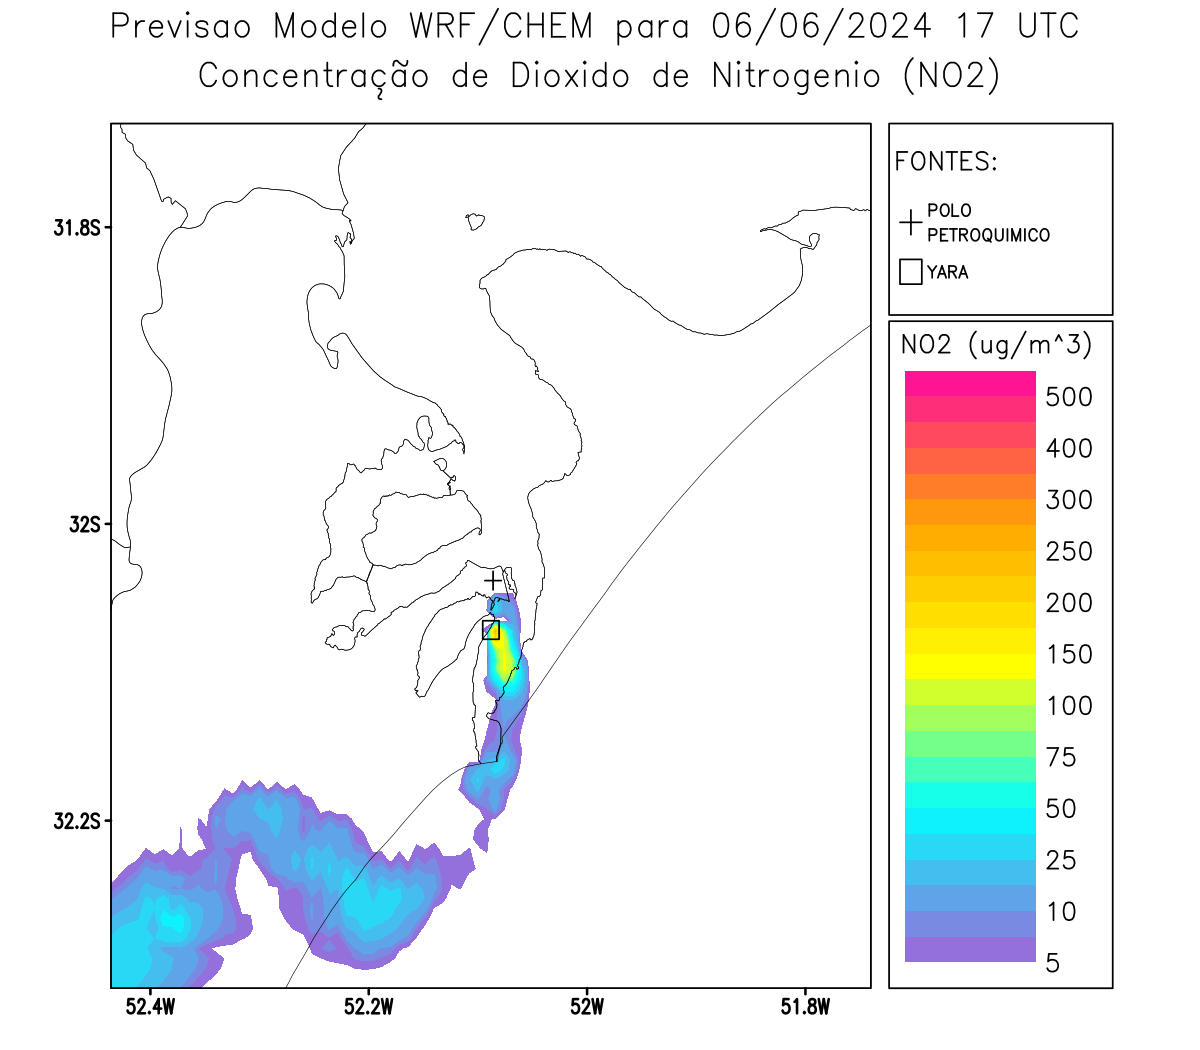 Previsao Modelo WRF/CHEM para 06/06/2024 17 UTC
Concentração de Dioxido de Nitrogenio (NO2)
FONTES:
POLO
PETROQUIMICO
YARA
NO2 (ug/m^3)
500
400
300
250
200
150
100
75
50
25
10
5
31.8S
32S
32.2S
52.4W
52.2W
52W
51.8W